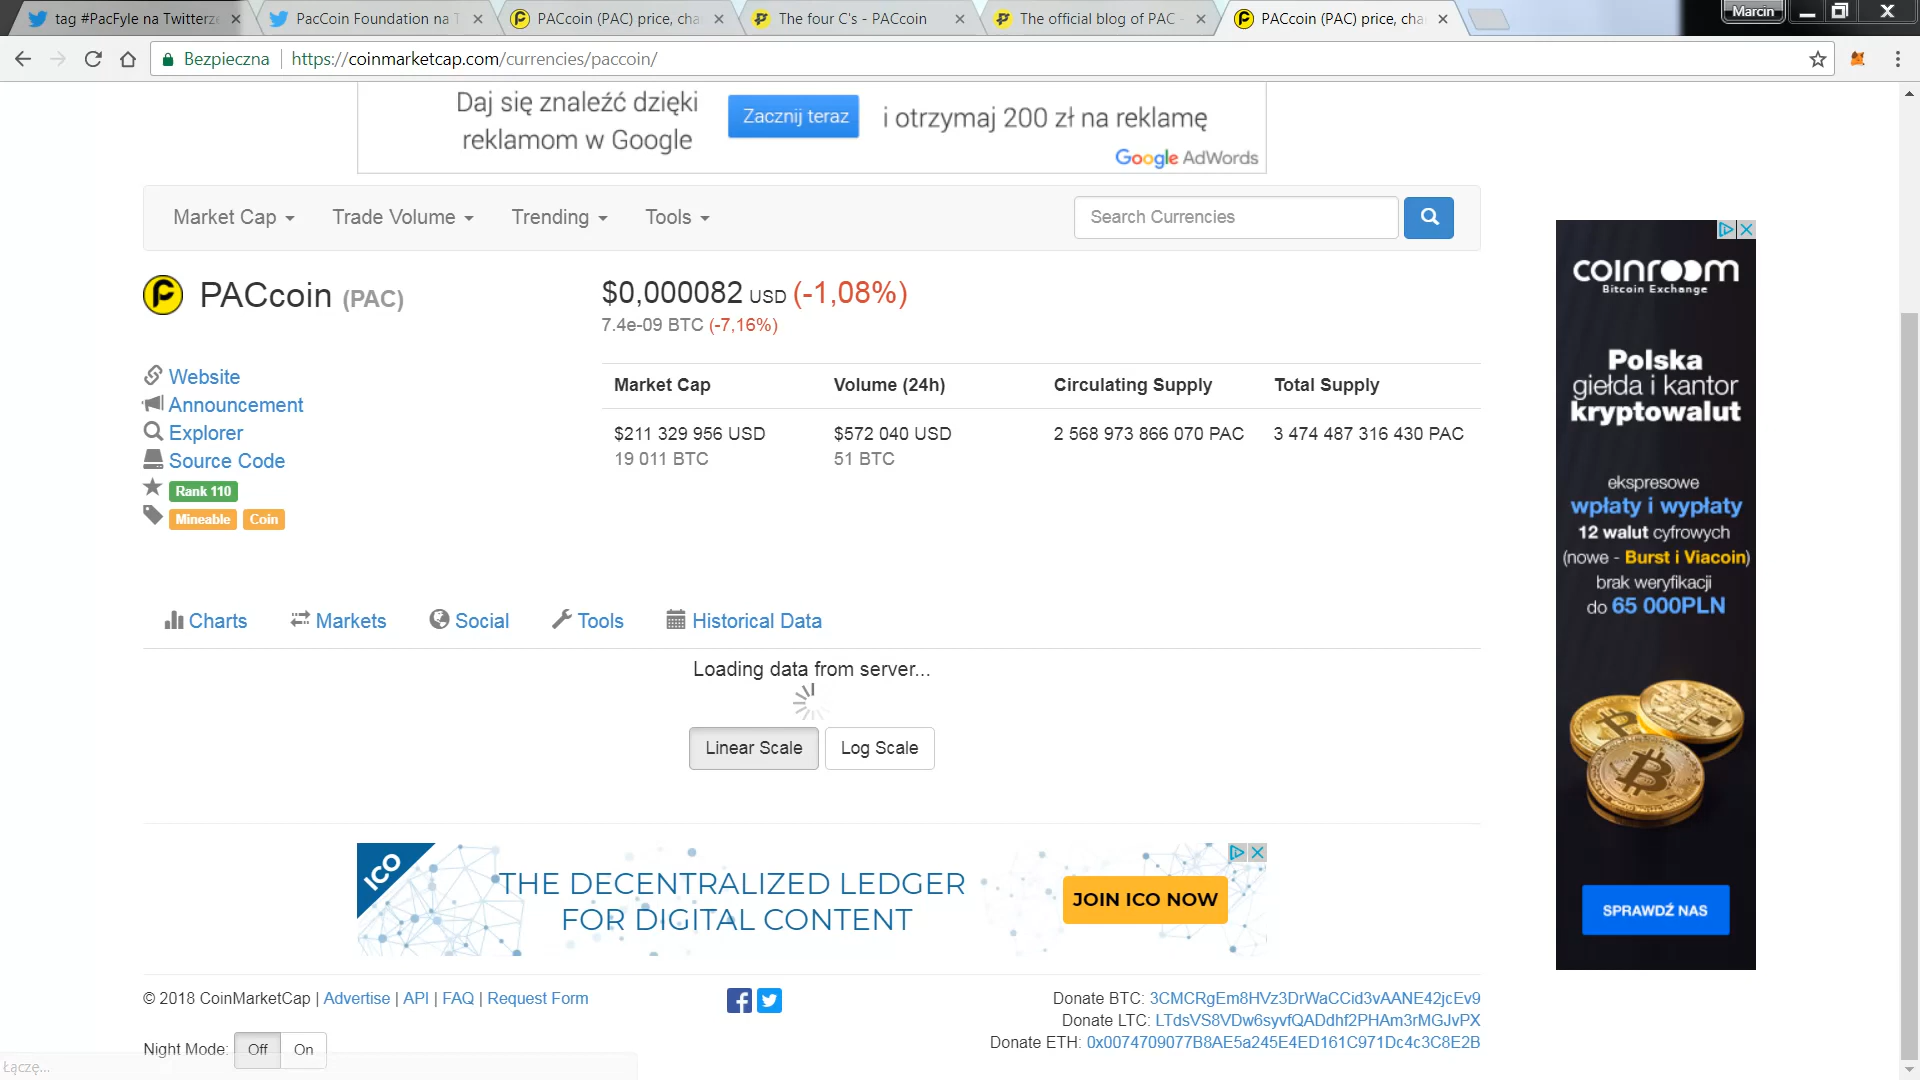 tag #PacFyle na Twitterze
PacCoin Foundation na T
PACcoin (PAC) price, cha
The four C's - PACcoin
The official blog of PAC -
PACcoin (PAC) price, cha
Marcin
Bezpieczna
https://coinmarketcap.com/currencies/paccoin/
Daj się znaleźć dzięki
reklamom w Google
Zacznij teraz
i otrzymaj 200 zł na reklamę
Google AdWords
Market Cap
Trade Volume
Trending
Tools
Search Currencies
PACcoin (PAC)
$0,000082 USD (-1,08%)
7.4e-09 BTC (-7,16%)
Website
Announcement
Explorer
Source Code
Rank 110
Mineable Coin
Market Cap
Volume (24h)
Circulating Supply
Total Supply
$211 329 956 USD
19 011 BTC
$572 040 USD
51 BTC
2 568 973 866 070 PAC
3 474 487 316 430 PAC
Charts
Markets
Social
Tools
Historical Data
Loading data from server...
Linear Scale
Log Scale
ICO
THE DECENTRALIZED LEDGER
FOR DIGITAL CONTENT
JOIN ICO NOW
coinroom
Bitcoin Exchange
Polska
giełda i kantor
kryptowalut
ekspresowe
wpłaty i wypłaty
12 walut cyfrowych
(nowe - Burst i Viacoin)
brak weryfikacji
do 65 000PLN
SPRAWDŹ NAS
© 2018 CoinMarketCap | Advertise | API | FAQ | Request Form
Donate BTC: 3CMCRgEm8HVz3DrWaCCid3vAANE42jcEv9
Donate LTC: LTdsVS8VDw6syvfQADdhf2PHAm3rMGJvPX
Donate ETH: 0x0074709077B8AE5a245E4ED161C971Dc4c3C8E2B
Night Mode: Off On
Łączę...